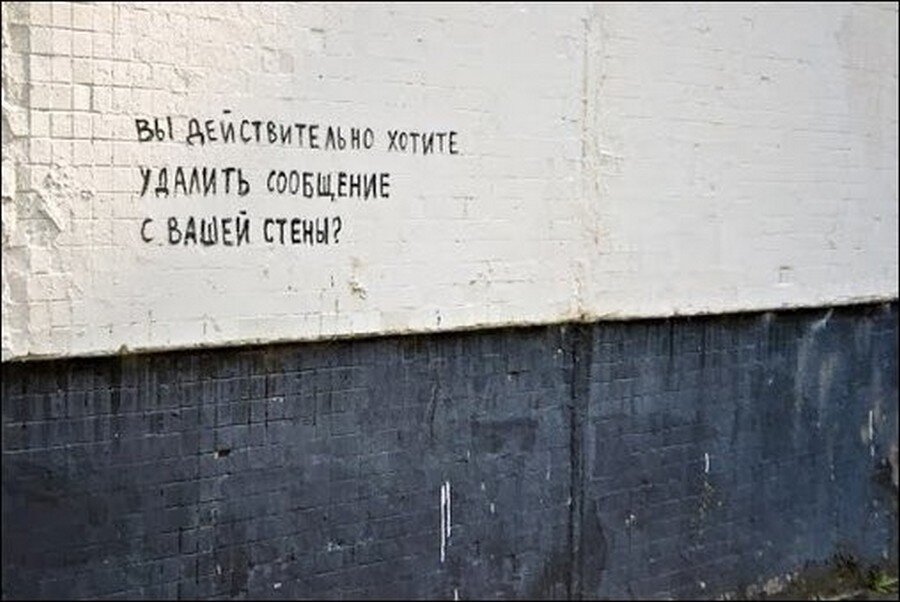 ВЫ ДЕЙСТВИТЕЛЬНО ХОТИТЕ
УДАЛИТЬ СООБЩЕНИЕ
С ВАШЕЙ СТЕНЫ?